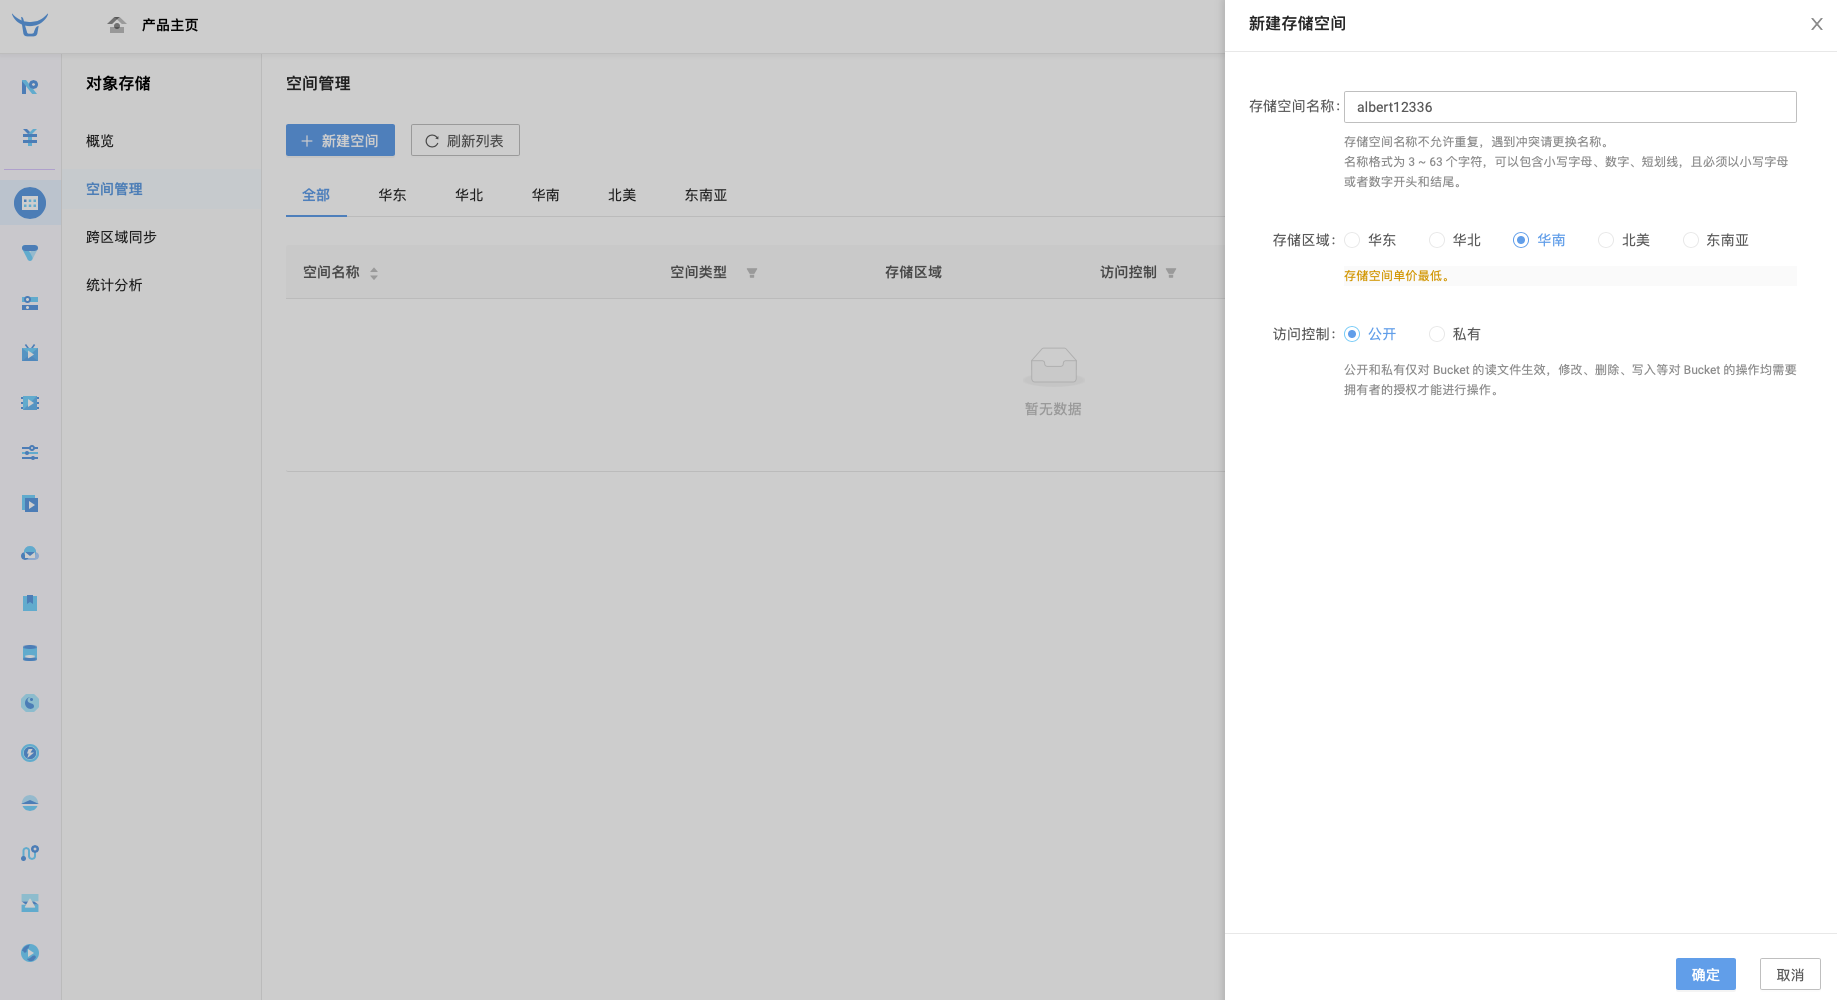 产品主页
对象存储
概览
空间管理
跨区域同步
统计分析
空间管理
新建空间 刷新列表
全部 华东 华北 华南 北美 东南亚
空间名称 空间类型 存储区域 访问控制
暂无数据
新建存储空间
存储空间名称： albert12336
存储空间名称不允许重复，遇到冲突请更换名称。
名称格式为 3 ~ 63 个字符，可以包含小写字母、数字、短划线，且必须以小写字母
或者数字开头和结尾。
存储区域： 华东 华北 华南 北美 东南亚
存储空间单价最低。
访问控制： 公开 私有
公开和私有仅对 Bucket 的读文件生效，修改、删除、写入等对 Bucket 的操作均需要
拥有者的授权才能进行操作。
确定 取消